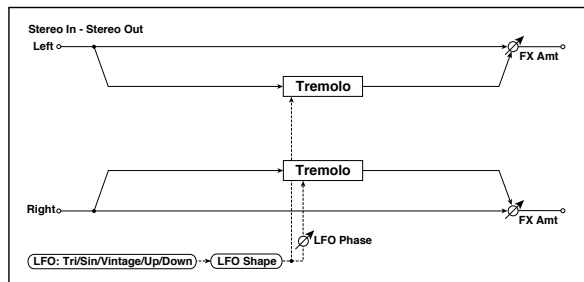 Stereo In - Stereo Out
Left
FX Amt
Tremolo
Tremolo
Right
FX Amt
LFO Phase
LFO: Tri/Sin/Vintage/Up/Down
LFO Shape